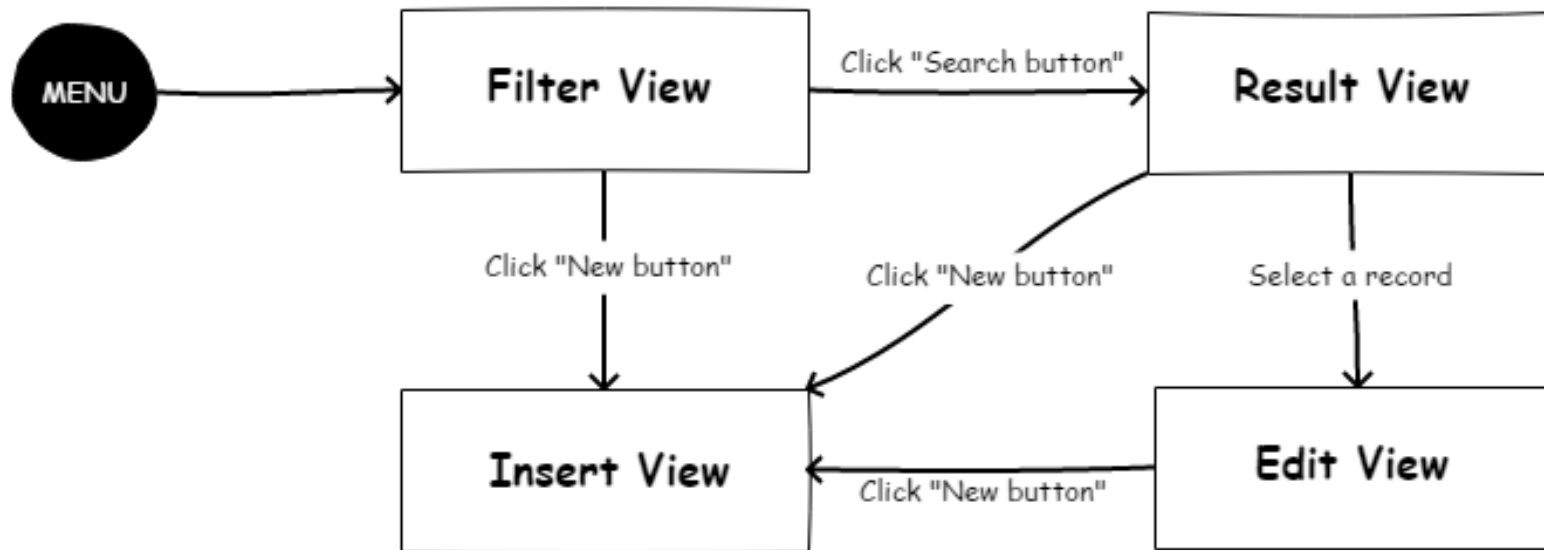 MENU
Filter View
Click "Search button"
Result View
Click "New button"
Click "New button"
Select a record
Insert View
Click "New button"
Edit View